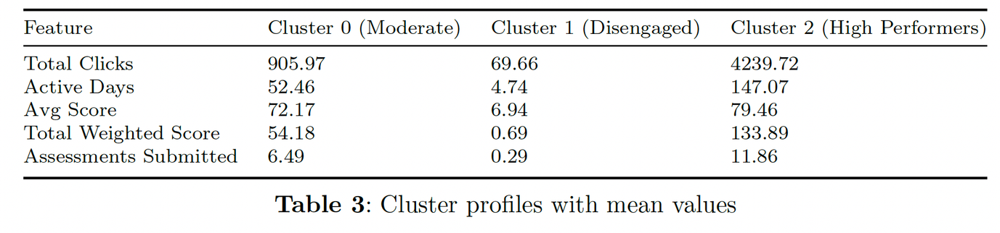 Feature Cluster 0 (Moderate) Cluster 1 (Disengaged) Cluster 2 (High Performers)
Total Clicks 905.97 69.66 4239.72
Active Days 52.46 4.74 147.07
Avg Score 72.17 6.94 79.46
Total Weighted Score 54.18 0.69 133.89
Assessments Submitted 6.49 0.29 11.86
Table 3: Cluster profiles with mean values